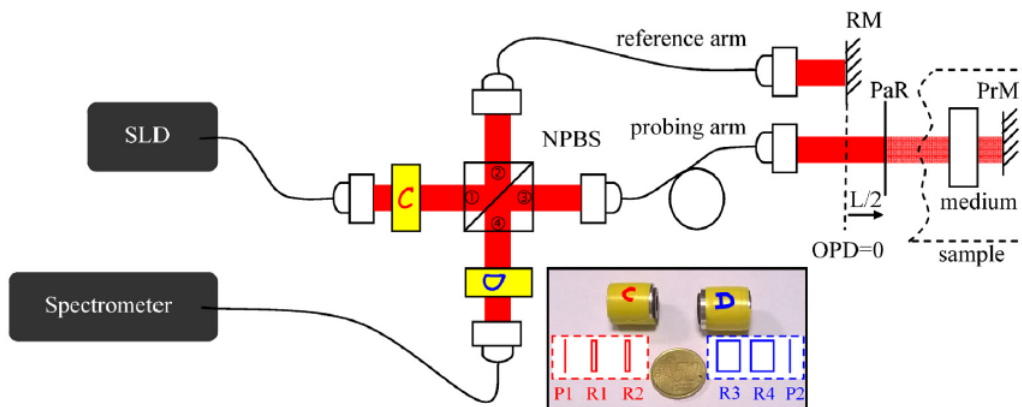 RM
reference arm
PaR
PrM
SLD
NPBS
probing arm
②
C
①
③
④
L/2
medium
OPD=0
sample
D
Spectrometer
C
D
P1 R1 R2
R3 R4 P2